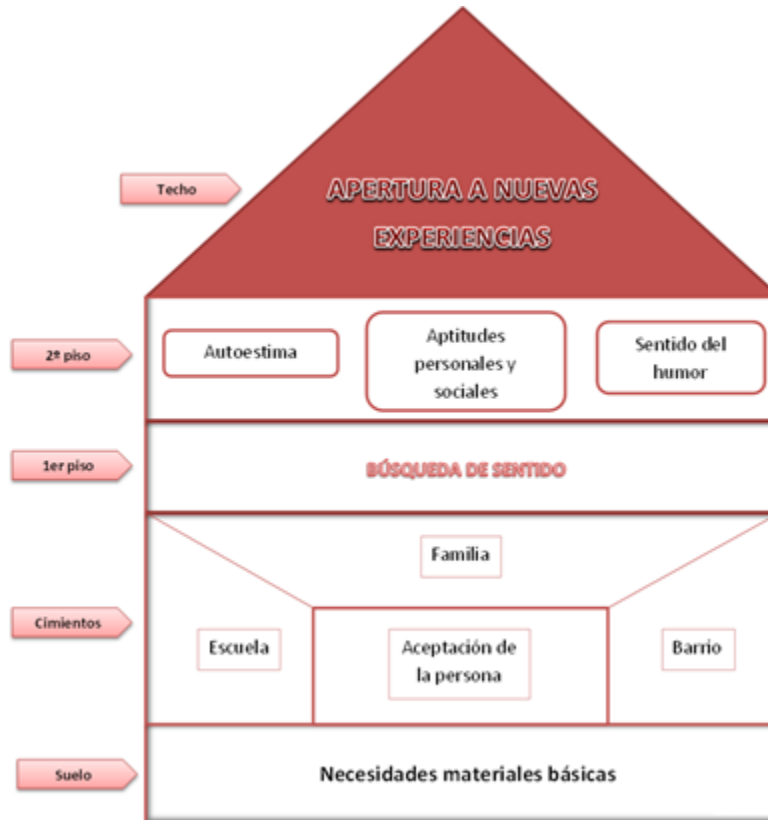 Techo
APERTURA A NUEVAS
EXPERIENCIAS
2º piso
Autoestima
Aptitudes
personales y
sociales
Sentido del
humor
1er piso
BÚSQUEDA DE SENTIDO
Cimientos
Familia
Escuela
Aceptación de
la persona
Barrio
Suelo
Necesidades materiales básicas